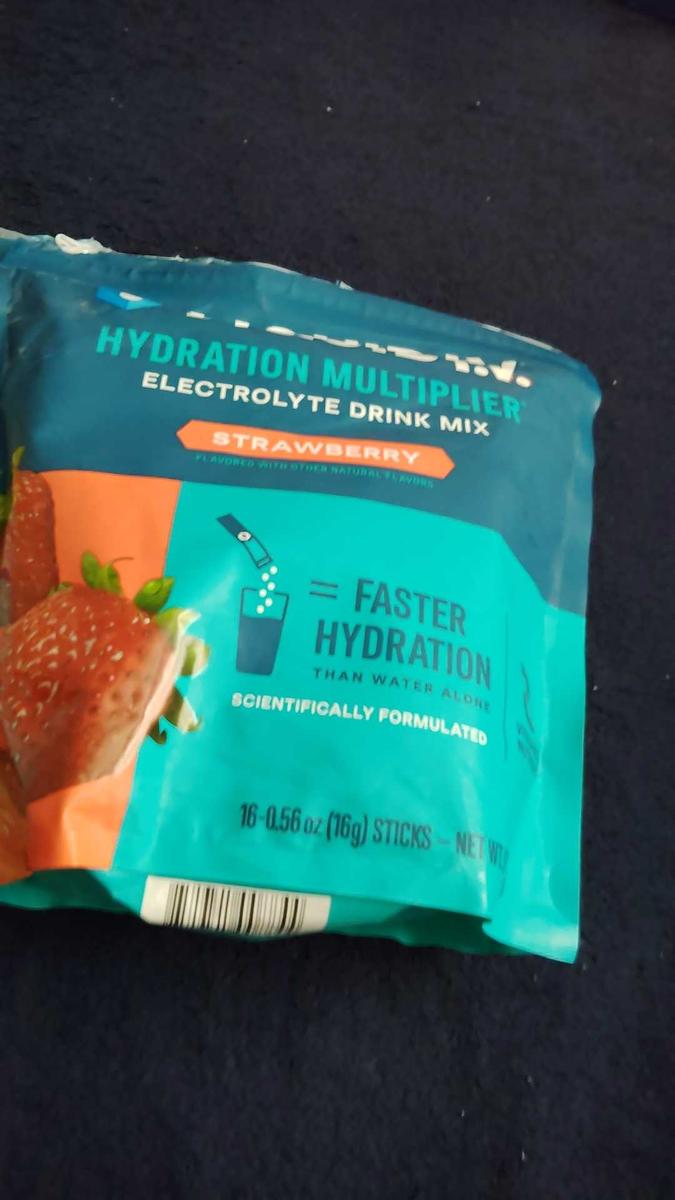 HYDRATION MULTIPLIER
ELECTROLYTE DRINK MIX
STRAWBERRY
FLAVORED WITH OTHER NATURAL FLAVORS
= FASTER
HYDRATION
THAN WATER ALONE
SCIENTIFICALLY FORMULATED
16-0.56 oz (16g) STICKS – NET WT.